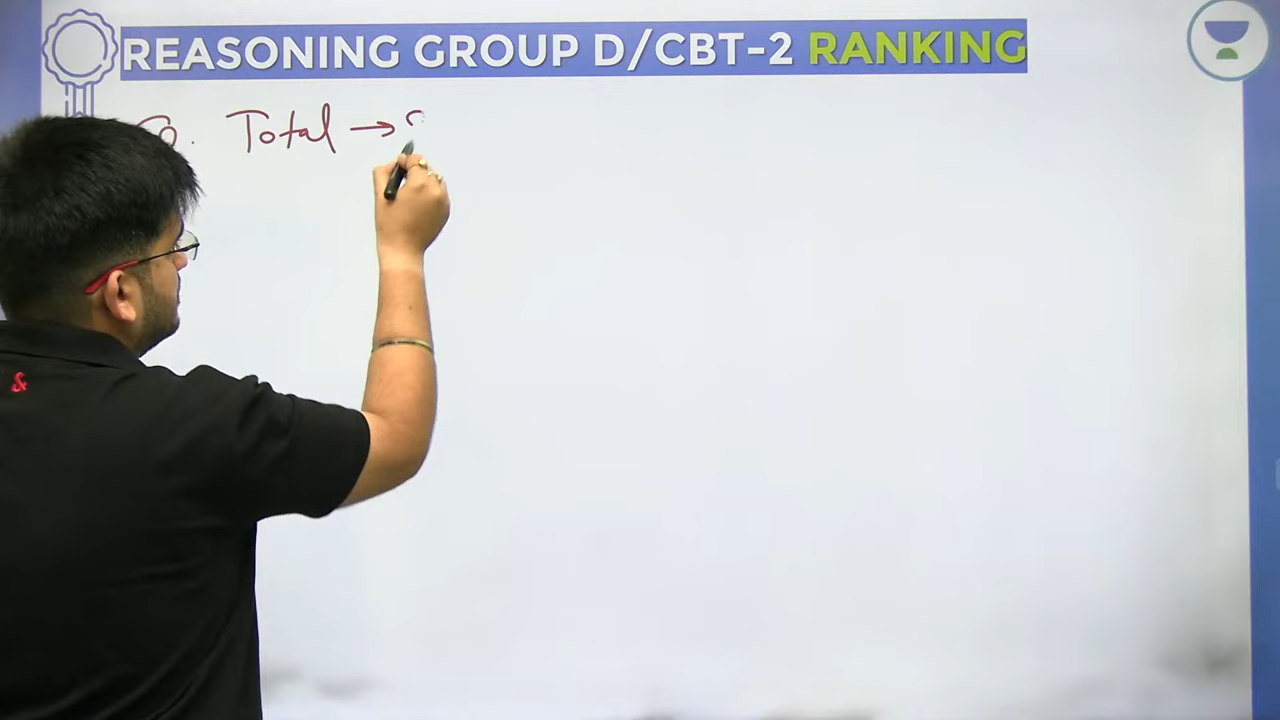 REASONING GROUP D/CBT-2 RANKING
Q. Total →